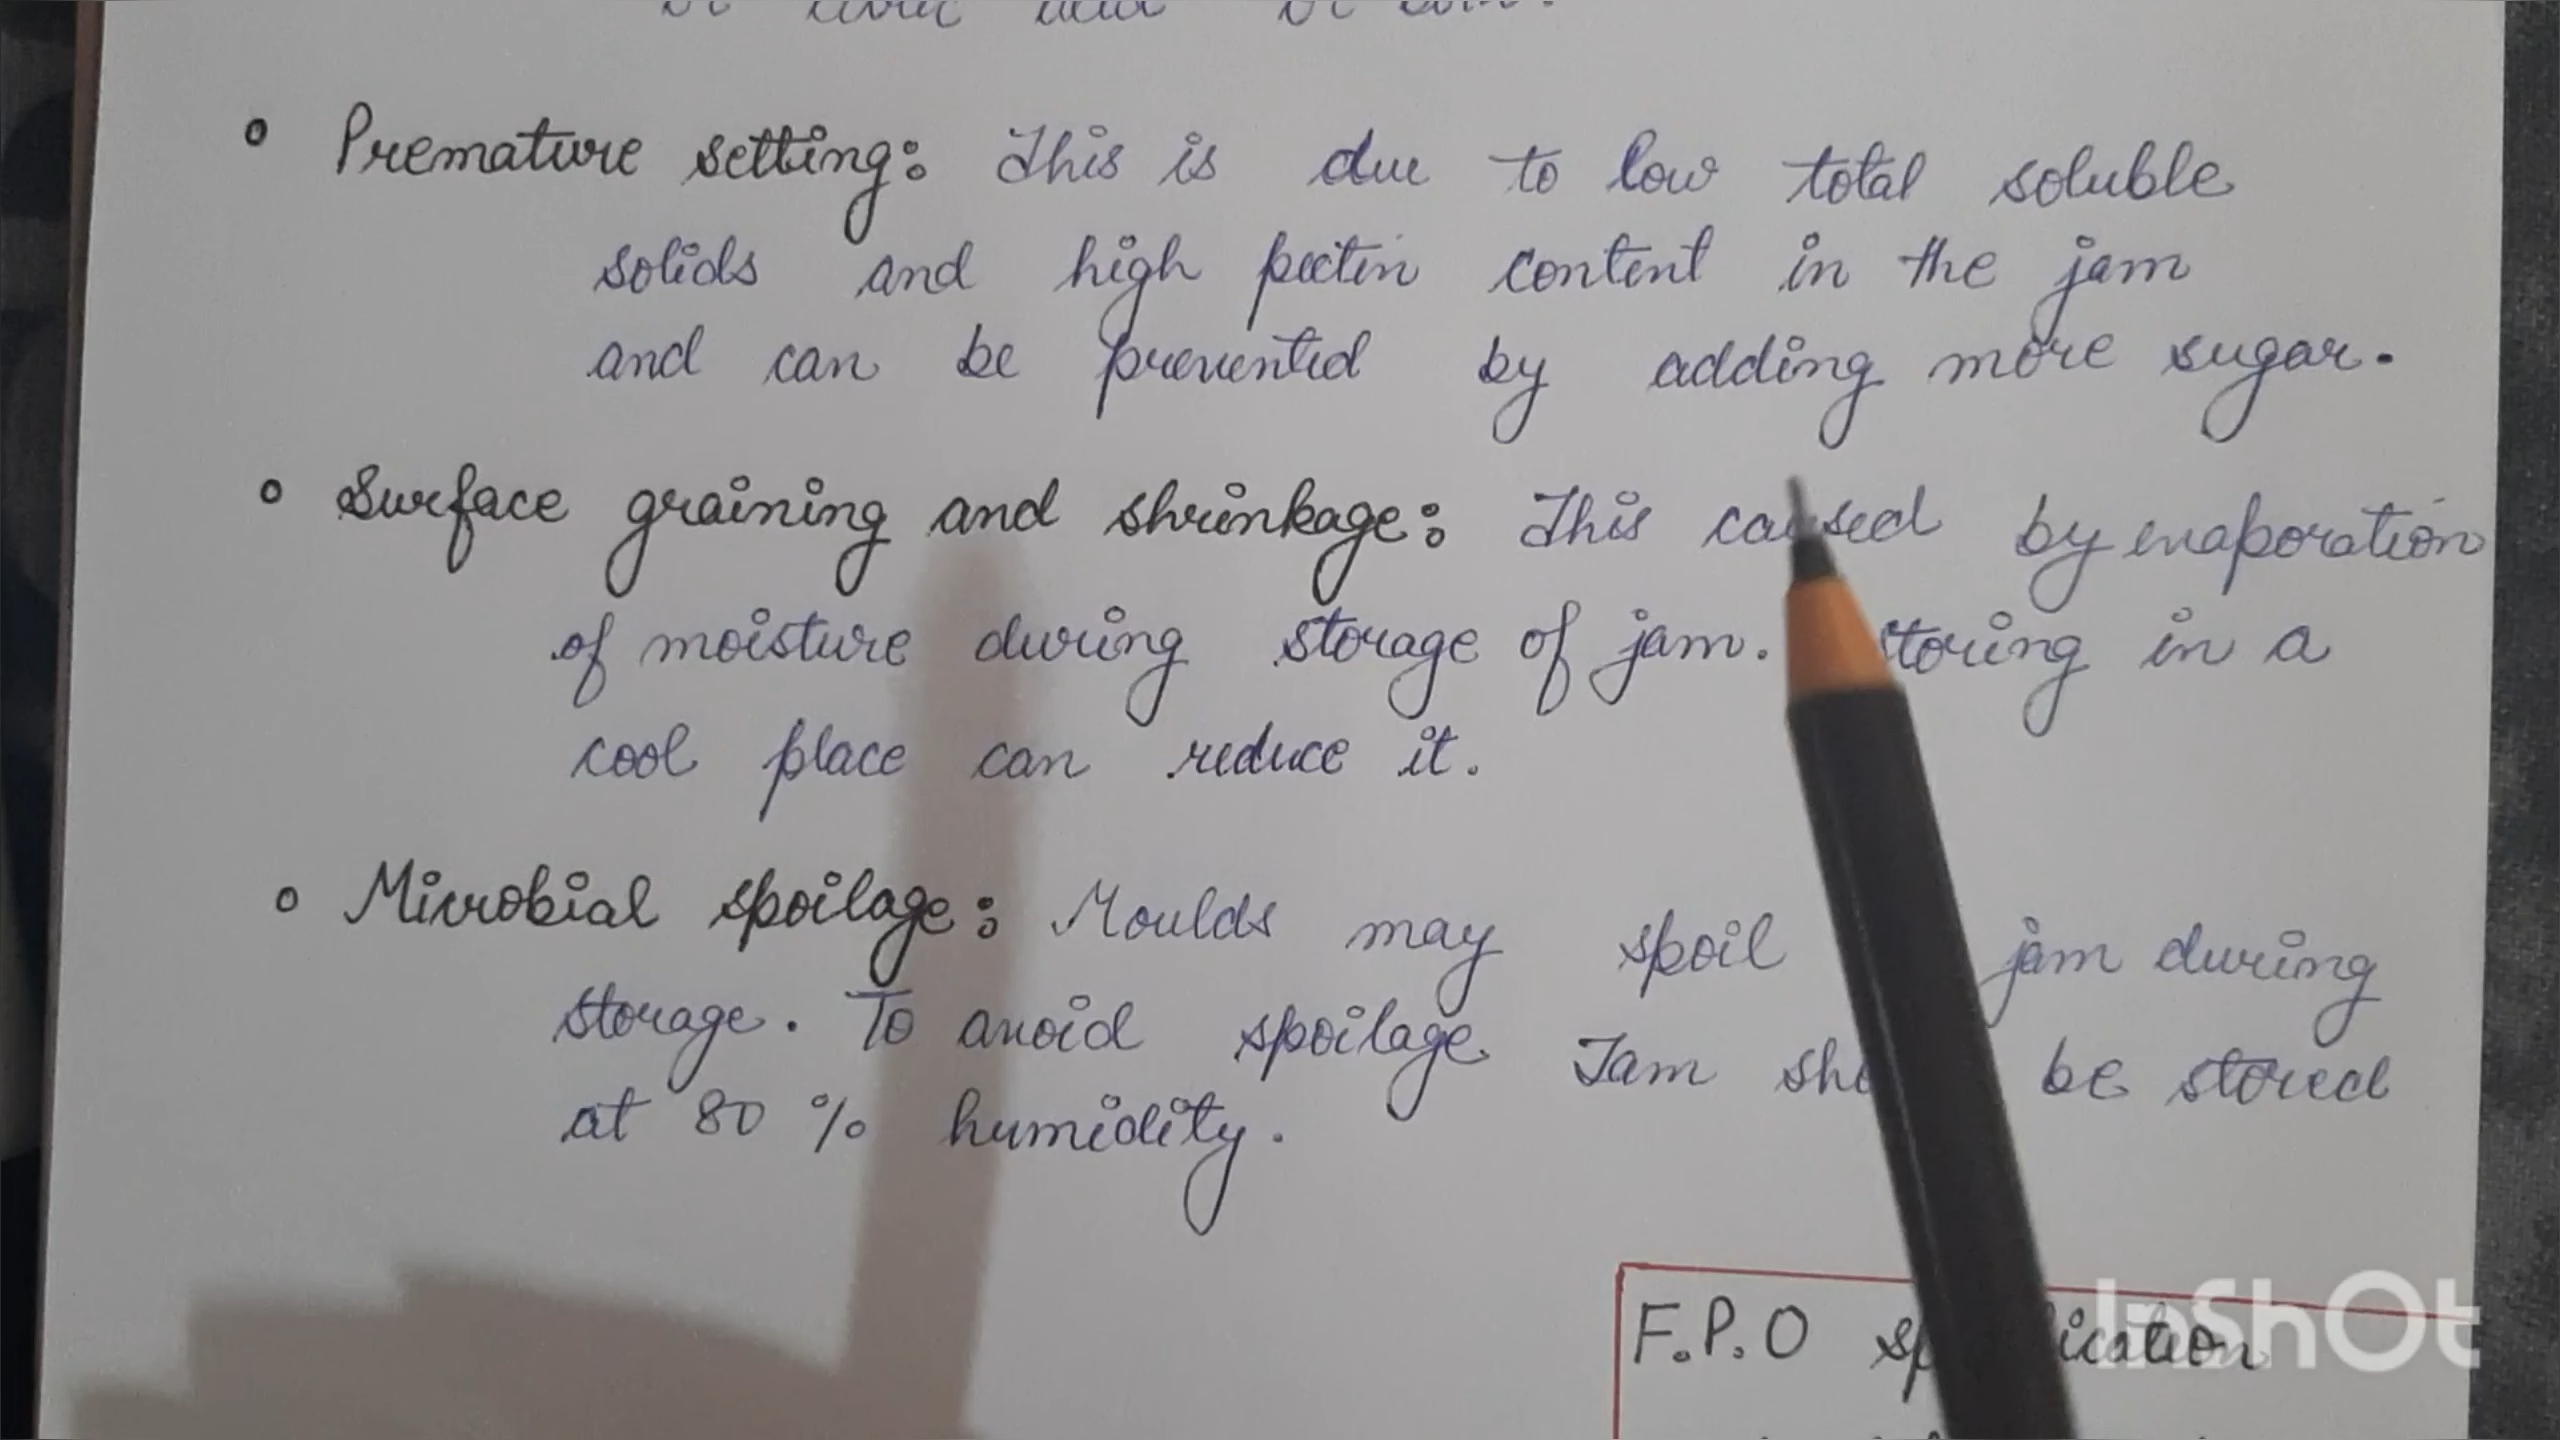 • Premature setting: This is due to low total soluble
solids and high pectin content in the jam
and can be prevented by adding more sugar.
• Surface graining and shrinkage: This caused by evaporation
of moisture during storage of jam. storing in a
cool place can reduce it.
• Microbial spoilage: Moulds may spoil jam during
storage. To avoid spoilage Jam be stored
at 80 % humidity.
F.P.O
InShOt